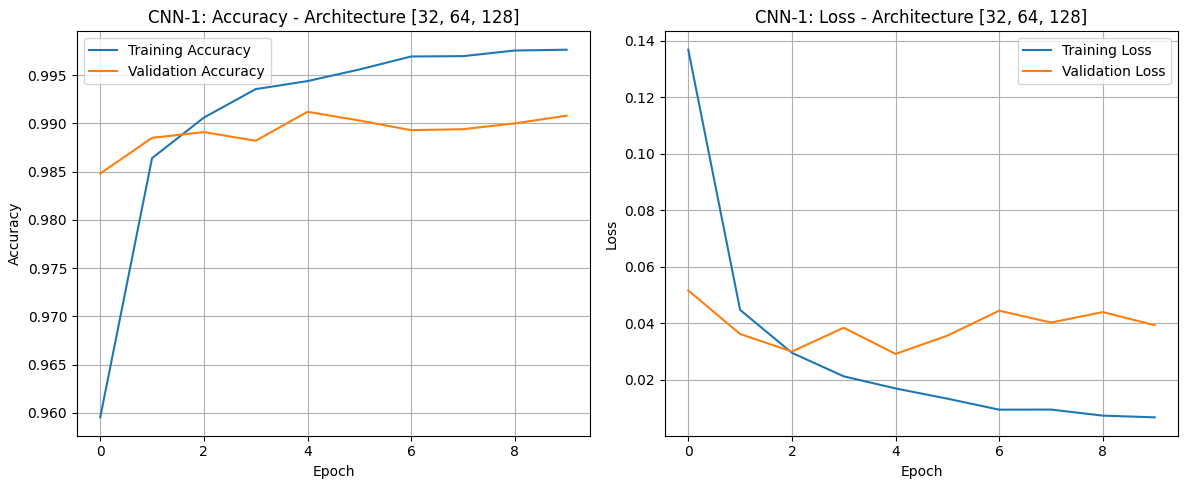 CNN-1: Accuracy - Architecture [32, 64, 128]
Training Accuracy
Validation Accuracy
0.995
0.990
0.985
0.980
0.975
0.970
0.965
0.960
Accuracy
0 2 4 6 8
Epoch
CNN-1: Loss - Architecture [32, 64, 128]
Training Loss
Validation Loss
0.14
0.12
0.10
0.08
0.06
0.04
0.02
Loss
0 2 4 6 8
Epoch